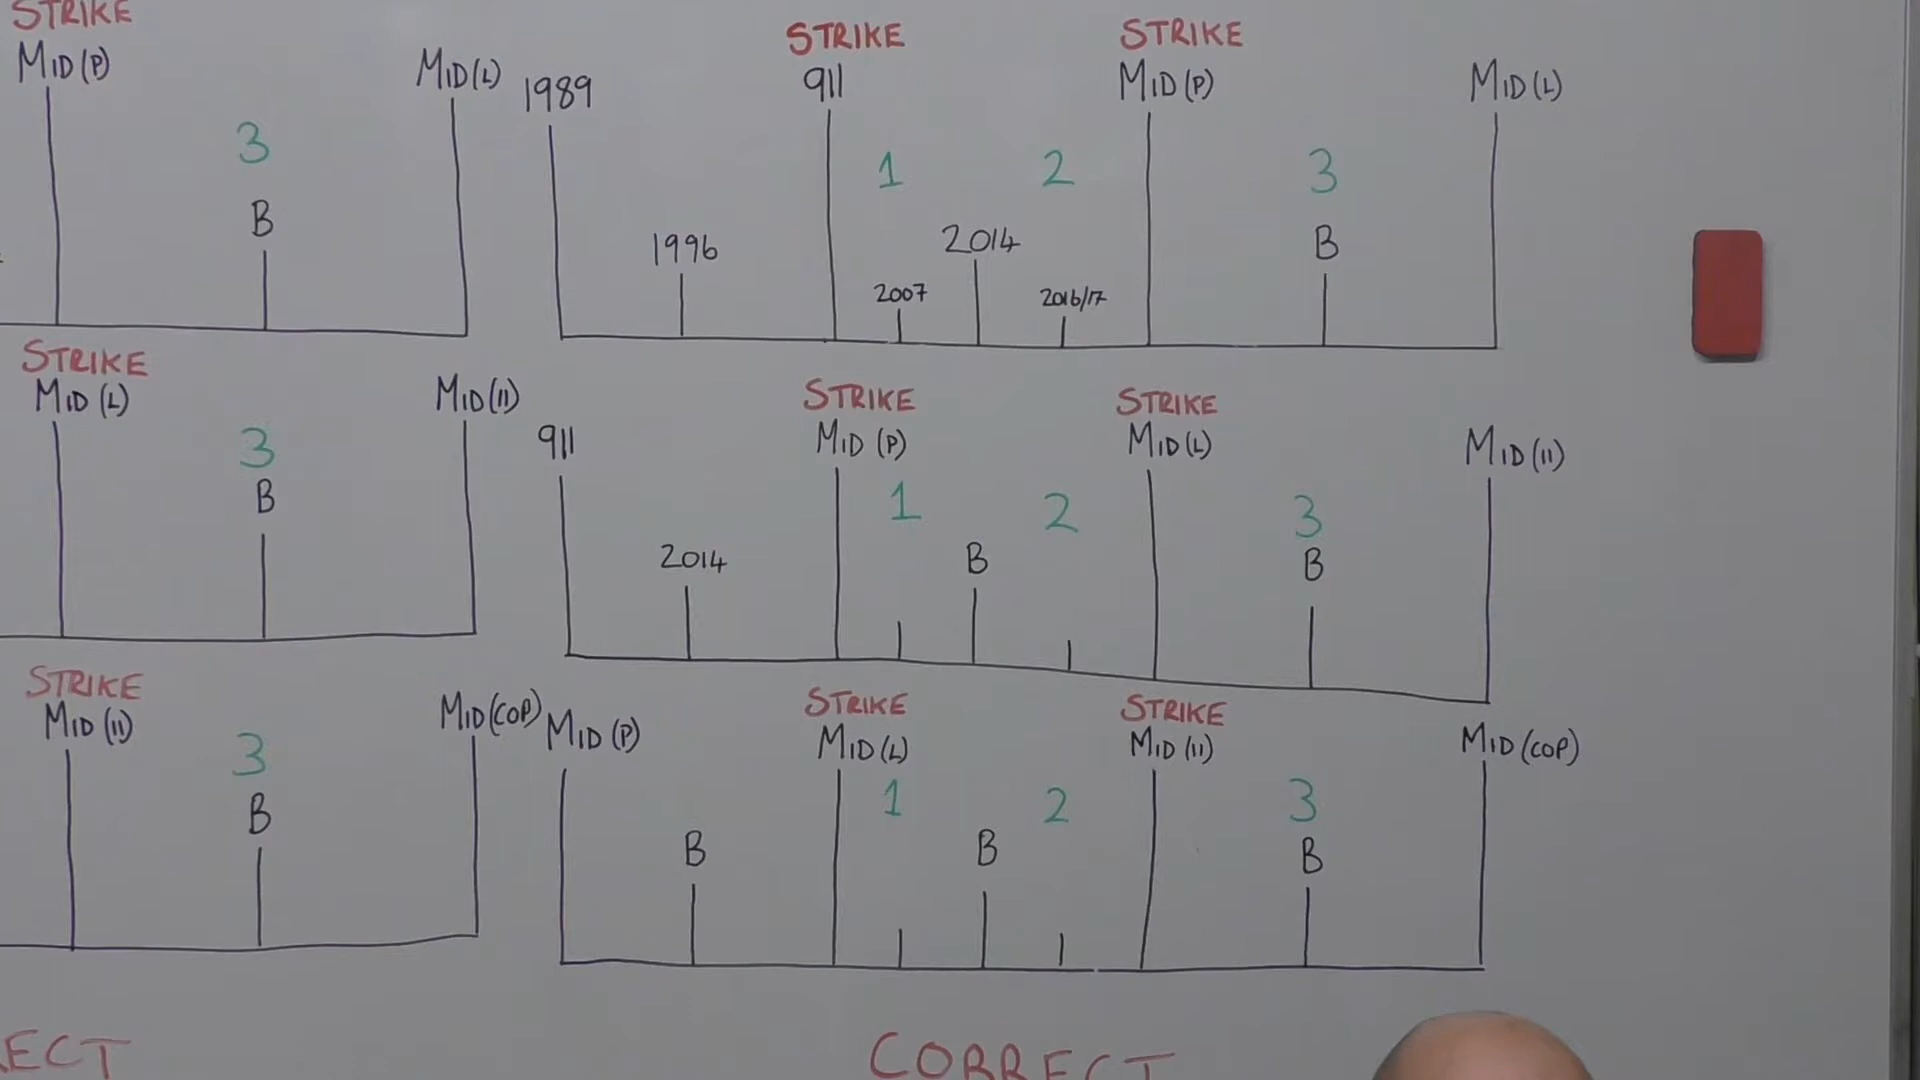 STRIKE
MID(P)
MID(L)
3
B
STRIKE
MID (L)
MID(11)
3
B
STRIKE
MID (11)
MID(COP)
3
B
STRIKE STRIKE
1989 911 MID(P) MID(L)
1 2 3
1996 2014 B
2007 2016/17
STRIKE STRIKE
911 MID (P) MID(L) MID(11)
1 2 3
2014 B B
STRIKE STRIKE
MID (P) MID(L) MID(11) MID(COP)
1 2 3
B B B
ECT CORRECT